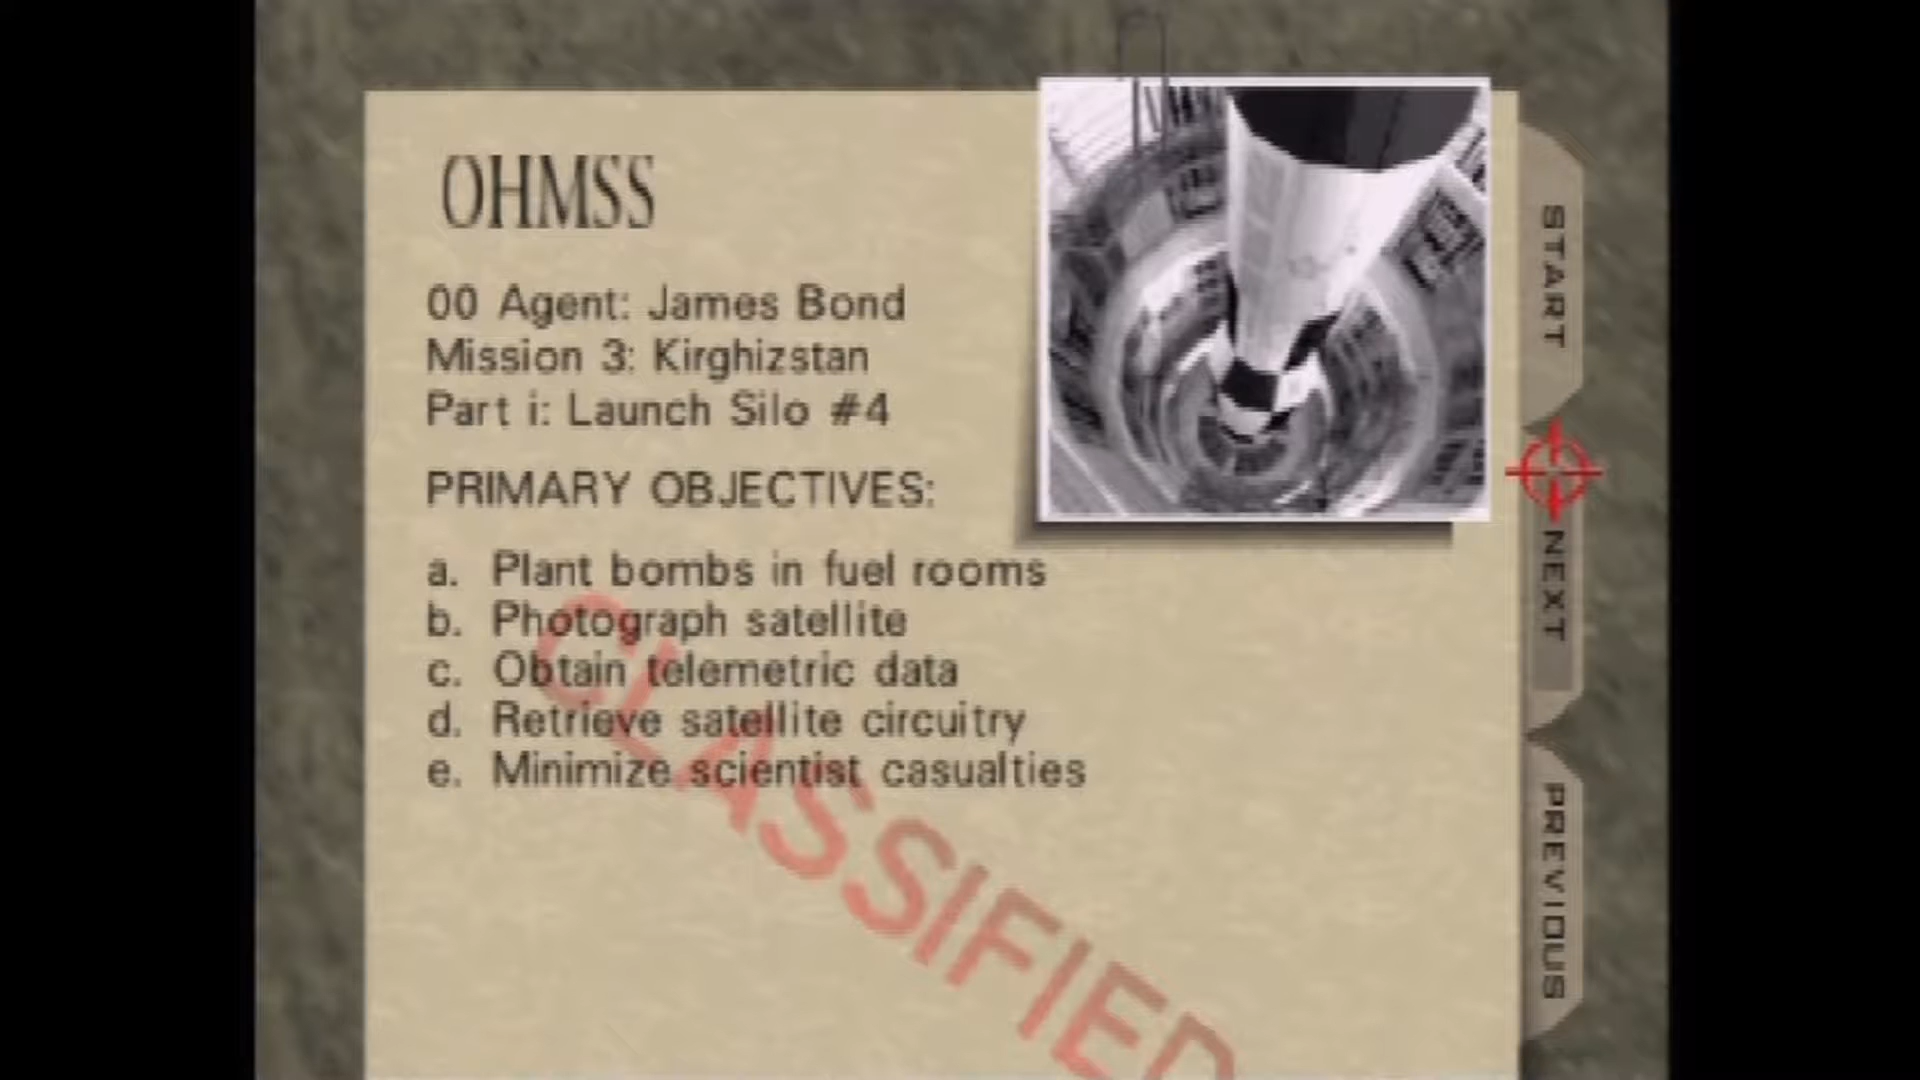 OHMSS
00 Agent: James Bond
Mission 3: Kirghizstan
Part i: Launch Silo #4
PRIMARY OBJECTIVES:
a. Plant bombs in fuel rooms
b. Photograph satellite
c. Obtain telemetric data
d. Retrieve satellite circuitry
e. Minimize scientist casualties
CLASSIFIED
START
NEXT
PREVIOUS